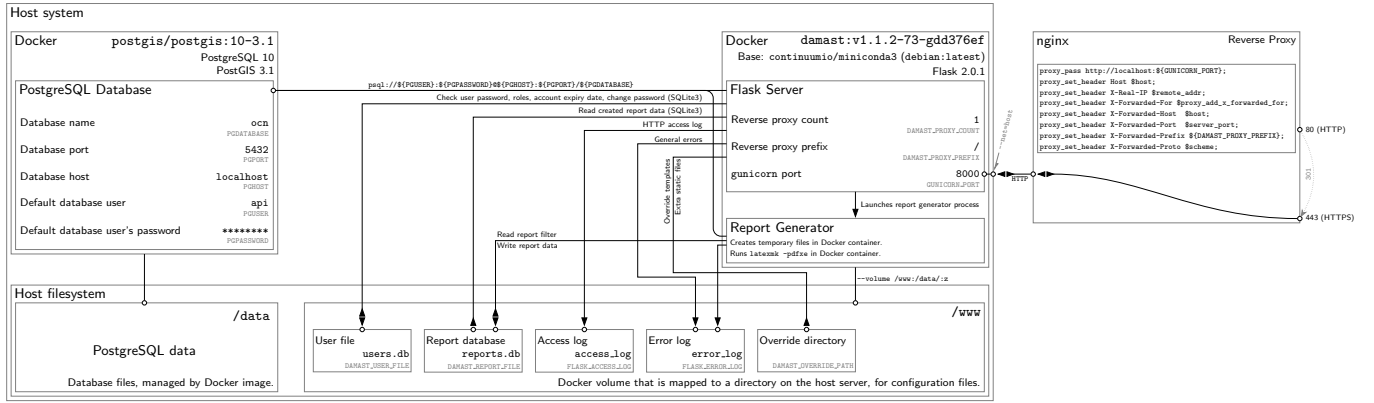 Host system
Docker postgis/postgis:10-3.1
PostgreSQL 10
PostGIS 3.1
PostgreSQL Database
Database name ocn
PGDATABASE
Database port 5432
PGPORT
Database host localhost
PGHOST
Default database user api
PGUSER
Default database user's password ********
PGPASSWORD
psql://${PGUSER}:${PGPASSWORD}@${PGHOST}:${PGPORT}/${PGDATABASE}
Check user password, roles, account expiry date, change password (SQLite3)
Read created report data (SQLite3)
HTTP access log
General errors
Override templates
Extra static files
Read report filter
Write report data
Docker damast:v1.1.2-73-gdd376ef
Base: continuumio/miniconda3 (debian:latest)
Flask 2.0.1
Flask Server
Reverse proxy count 1
DAMAST_PROXY_COUNT
Reverse proxy prefix /
DAMAST_PROXY_PREFIX
gunicorn port 8000
GUNICORN_PORT
Launches report generator process
Report Generator
Creates temporary files in Docker container.
Runs latexmk -pdfxe in Docker container.
--volume /www:/data/:z
--net=host
HTTP
nginx Reverse Proxy
proxy_pass http://localhost:${GUNICORN_PORT};
proxy_set_header Host $host;
proxy_set_header X-Real-IP $remote_addr;
proxy_set_header X-Forwarded-For $proxy_add_x_forwarded_for;
proxy_set_header X-Forwarded-Host $host;
proxy_set_header X-Forwarded-Port $server_port;
proxy_set_header X-Forwarded-Prefix ${DAMAST_PROXY_PREFIX};
proxy_set_header X-Forwarded-Proto $scheme;
80 (HTTP)
301
443 (HTTPS)
Host filesystem
/data
PostgreSQL data
Database files, managed by Docker image.
/www
User file
users.db
DAMAST_USER_FILE
Report database
reports.db
DAMAST_REPORT_FILE
Access log
access_log
FLASK_ACCESS_LOG
Error log
error_log
FLASK_ERROR_LOG
Override directory
DAMAST_OVERRIDE_PATH
Docker volume that is mapped to a directory on the host server, for configuration files.